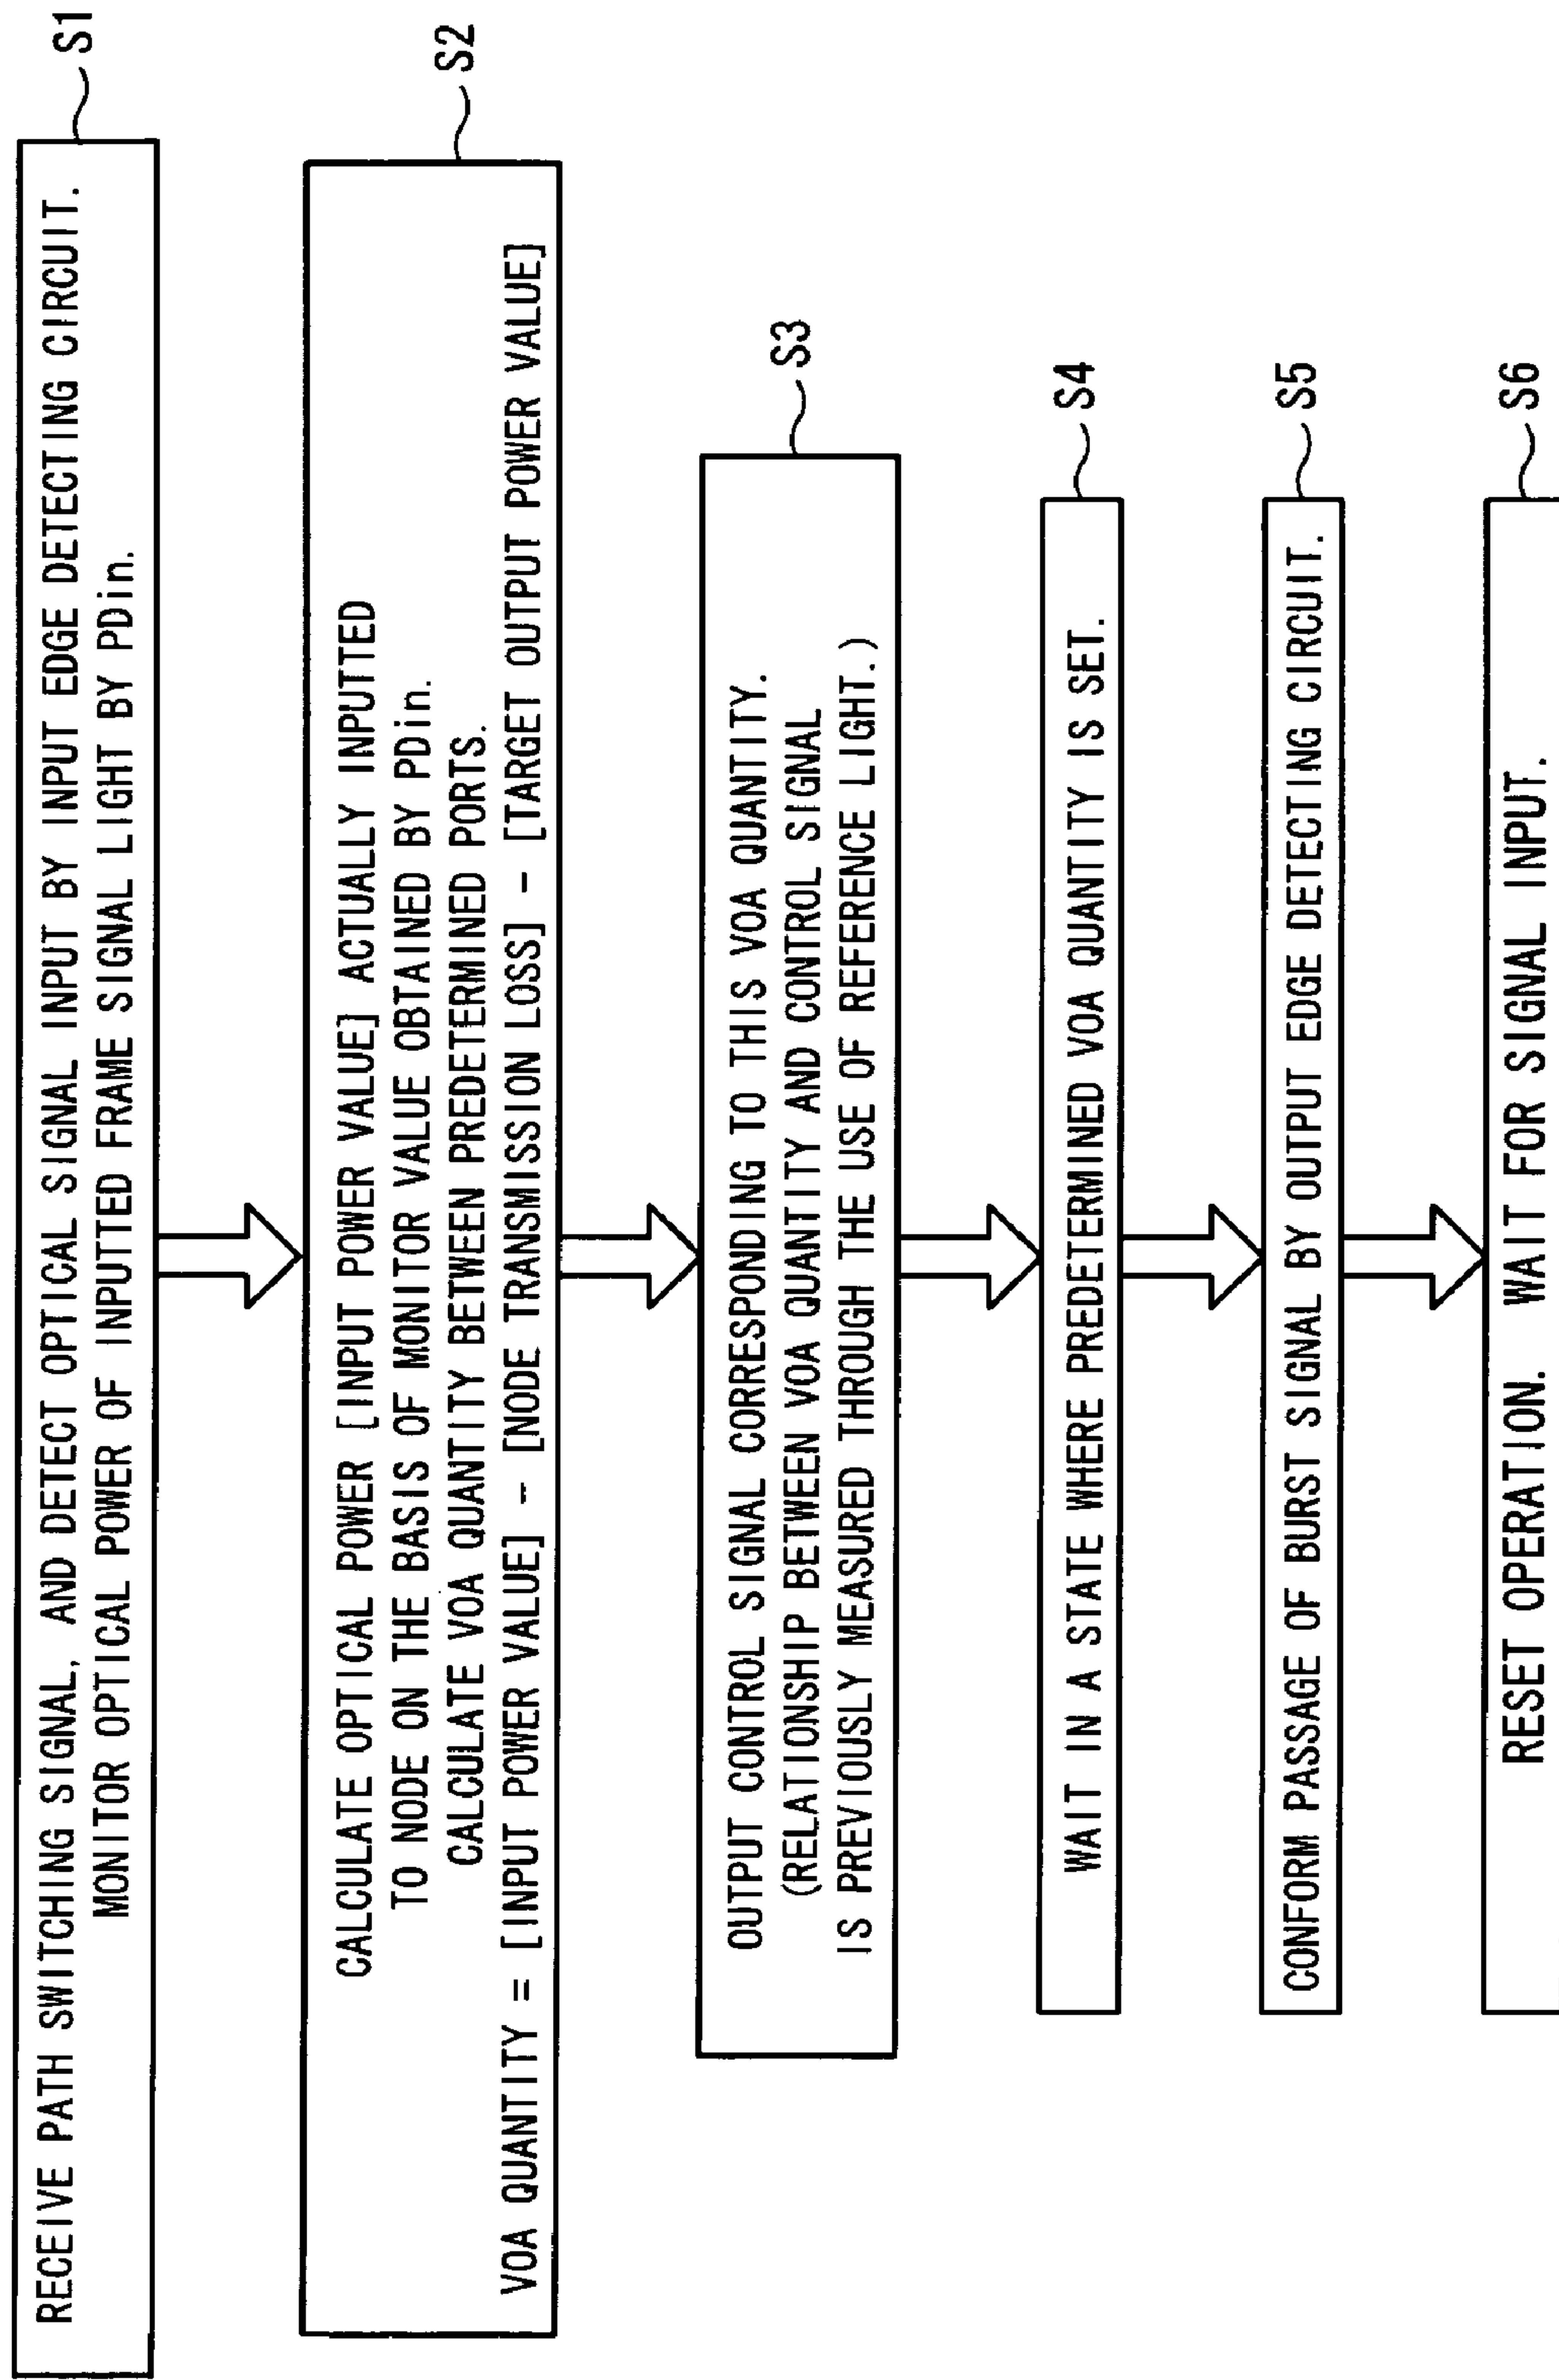 RECEIVE PATH SWITCHING SIGNAL, AND DETECT OPTICAL SIGNAL INPUT BY INPUT EDGE DETECTING CIRCUIT.
MONITOR OPTICAL POWER OF INPUTTED FRAME SIGNAL LIGHT BY PDin.
S1
CALCULATE OPTICAL POWER [INPUT POWER VALUE] ACTUALLY INPUTTED
TO NODE ON THE BASIS OF MONITOR VALUE OBTAINED BY PDin.
CALCULATE VOA QUANTITY BETWEEN PREDETERMINED PORTS.
VOA QUANTITY = [INPUT POWER VALUE] - [NODE TRANSMISSION LOSS] - [TARGET OUTPUT POWER VALUE]
S2
OUTPUT CONTROL SIGNAL CORRESPONDING TO THIS VOA QUANTITY.
(RELATIONSHIP BETWEEN VOA QUANTITY AND CONTROL SIGNAL
IS PREVIOUSLY MEASURED THROUGH THE USE OF REFERENCE LIGHT.)
S3
WAIT IN A STATE WHERE PREDETERMINED VOA QUANTITY IS SET.
S4
CONFORM PASSAGE OF BURST SIGNAL BY OUTPUT EDGE DETECTING CIRCUIT.
S5
RESET OPERATION. WAIT FOR SIGNAL INPUT.
S6